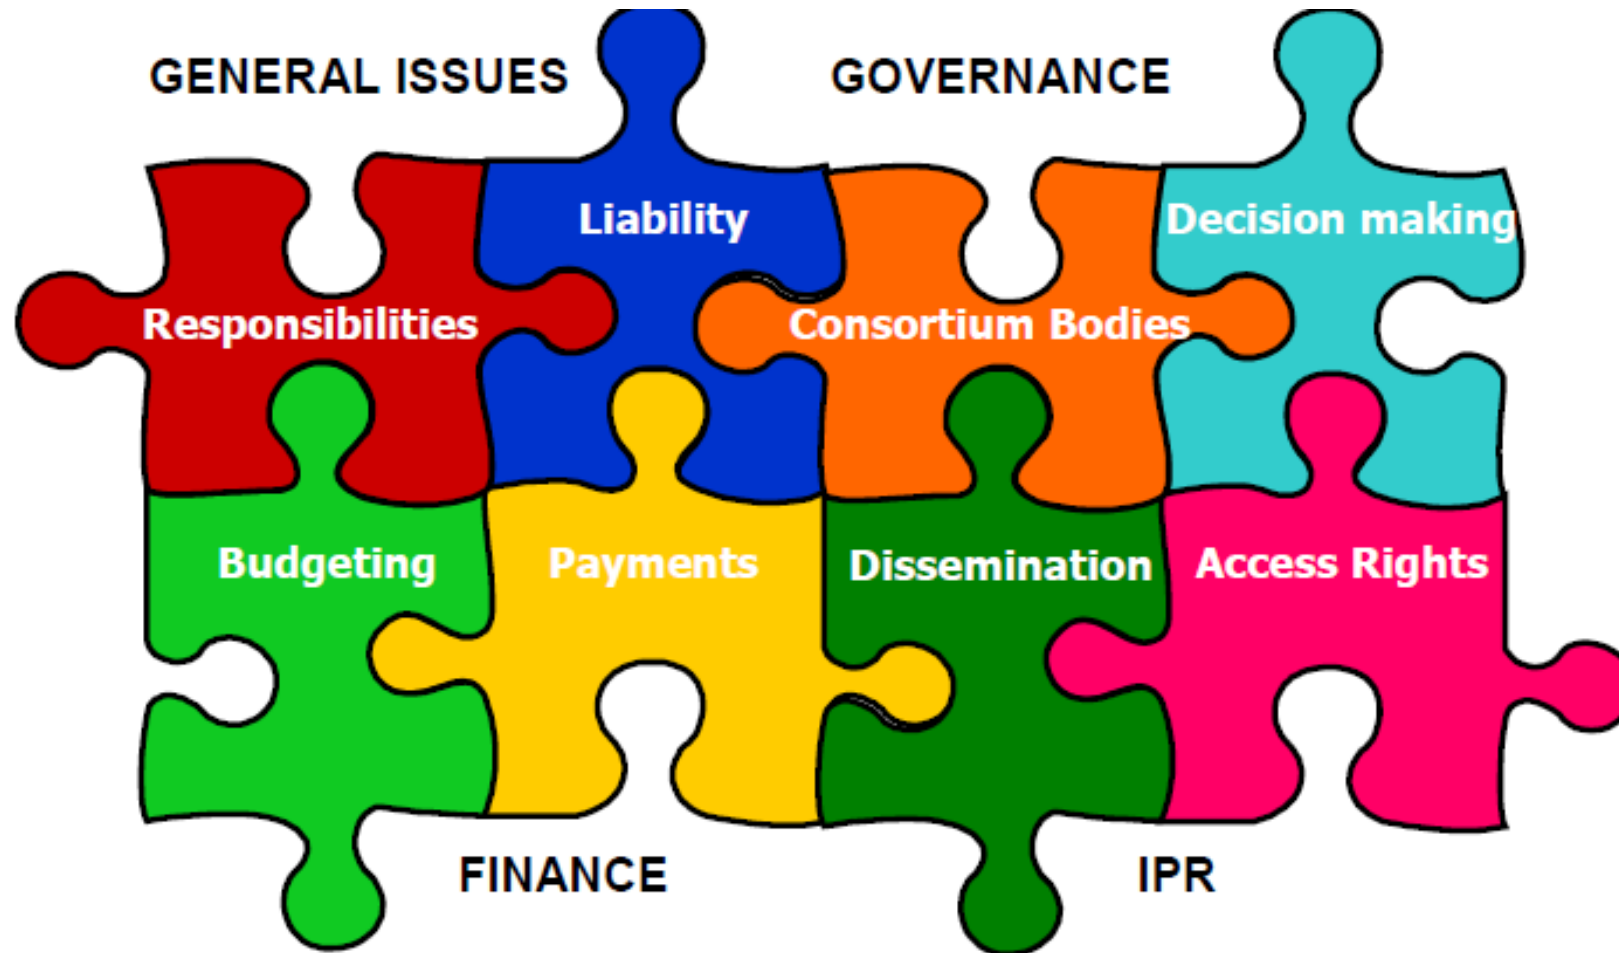 GENERAL ISSUES
GOVERNANCE
Liability
Decision making
Responsibilities
Consortium Bodies
Budgeting
Payments
Dissemination
Access Rights
FINANCE
IPR